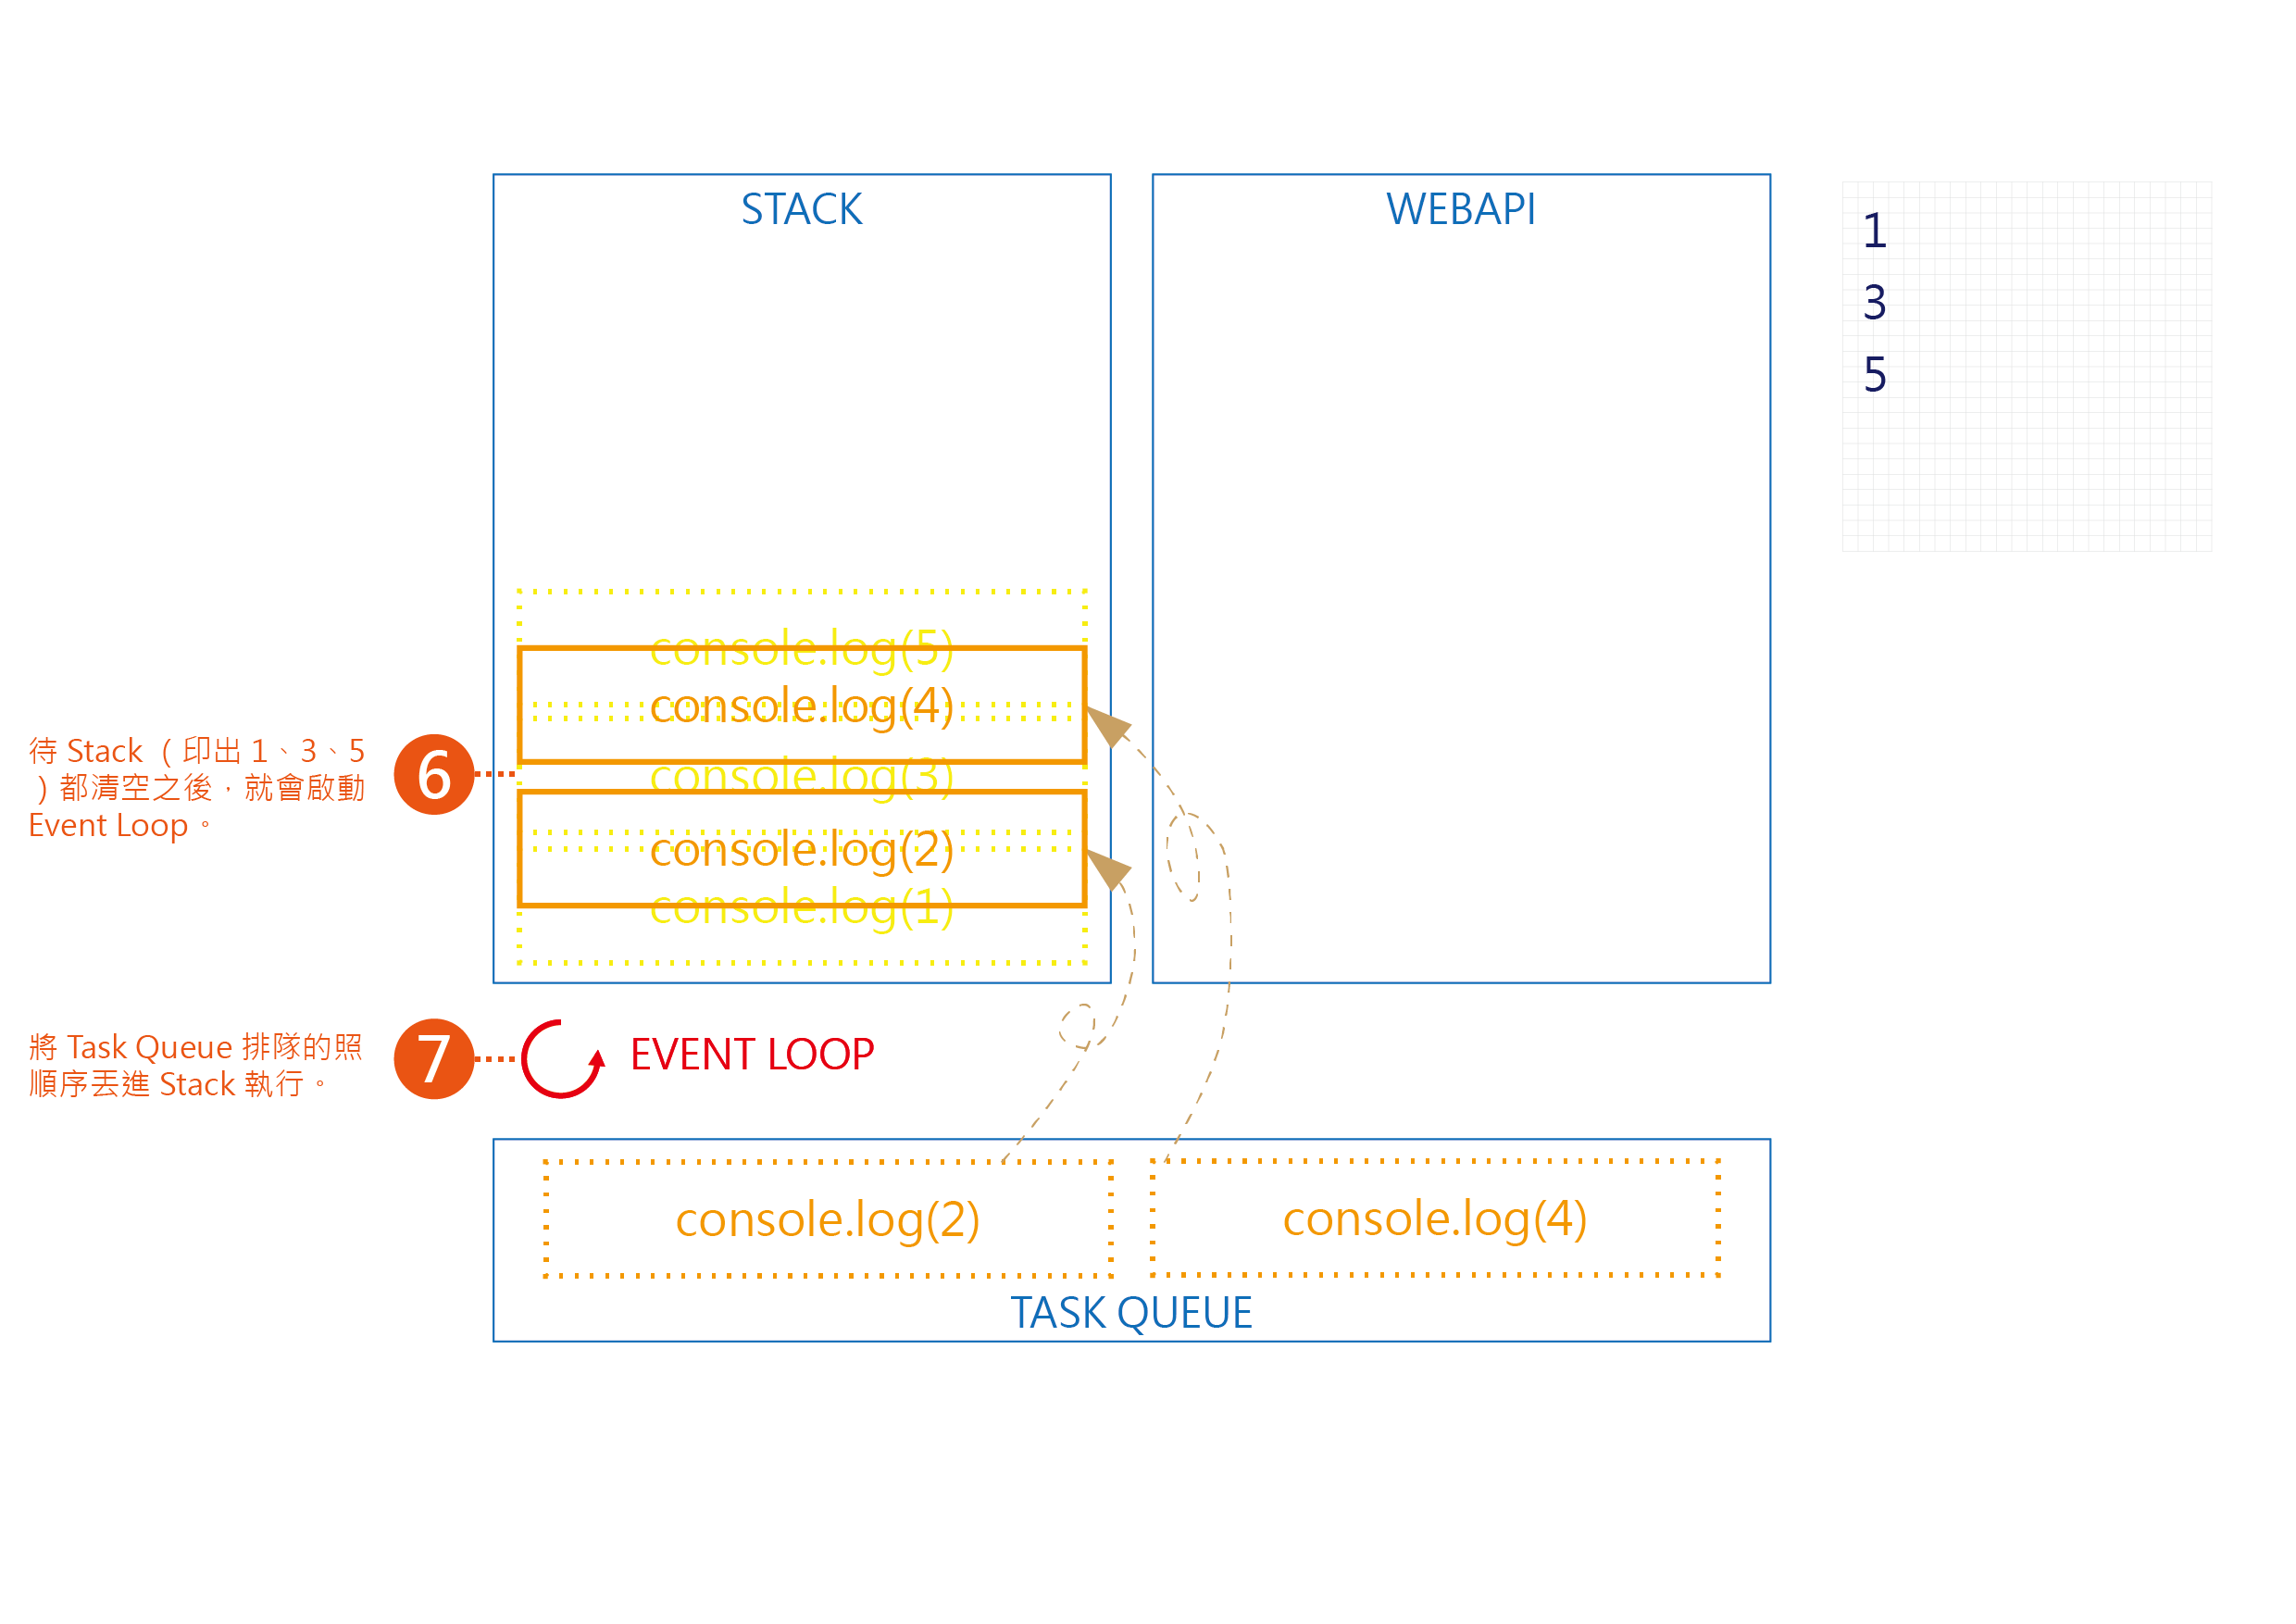 STACK
WEBAPI
1
3
5
console.log(5)
console.log(4)
console.log(3)
console.log(2)
console.log(1)
待 Stack （印出 1、3、5
）都清空之後，就會啟動
Event Loop。
6
將 Task Queue 排隊的照
順序丟進 Stack 執行。
7
EVENT LOOP
console.log(2)
console.log(4)
TASK QUEUE